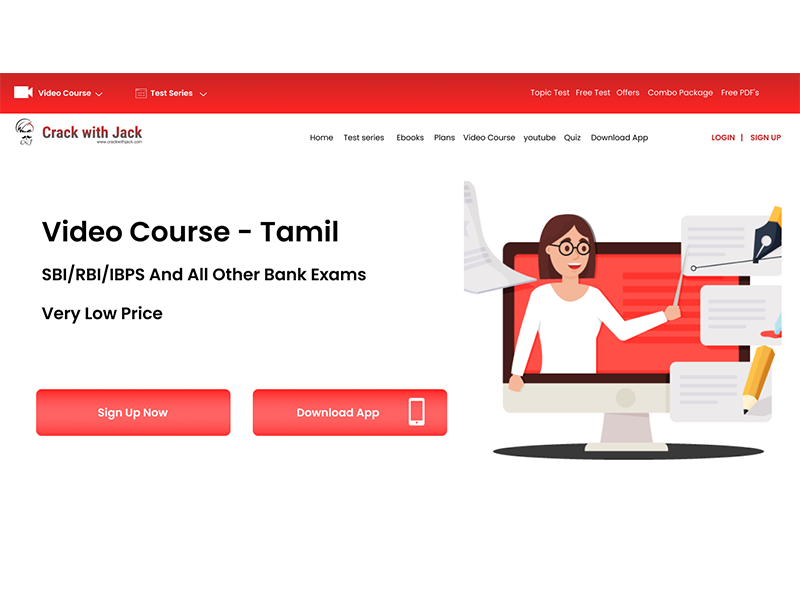 Video Course
Test Series
Topic Test Free Test Offers Combo Package Free PDF's
Crack with Jack
www.crackwithjack.com
Home Test series Ebooks Plans Video Course youtube Quiz Download App
LOGIN | SIGN UP
Video Course - Tamil
SBI/RBI/IBPS And All Other Bank Exams
Very Low Price
Sign Up Now
Download App